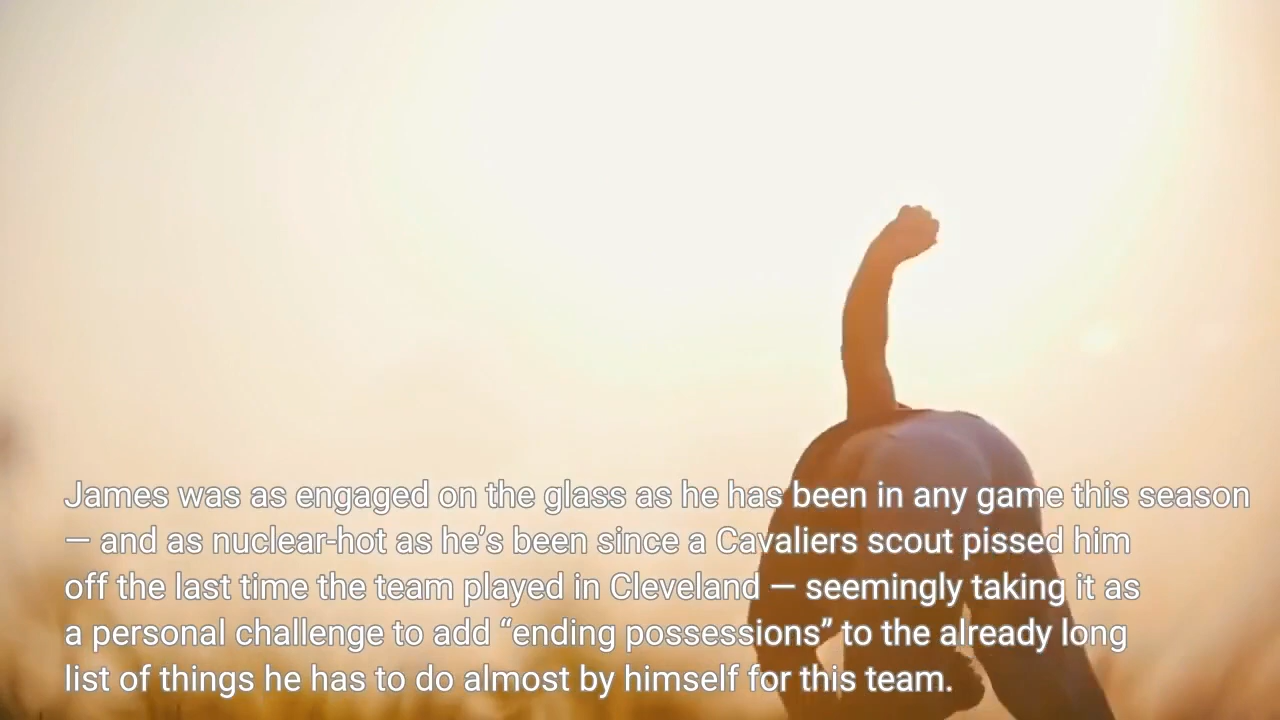 James was as engaged on the glass as he has been in any game this season
— and as nuclear-hot as he’s been since a Cavaliers scout pissed him
off the last time the team played in Cleveland — seemingly taking it as
a personal challenge to add “ending possessions” to the already long
list of things he has to do almost by himself for this team.